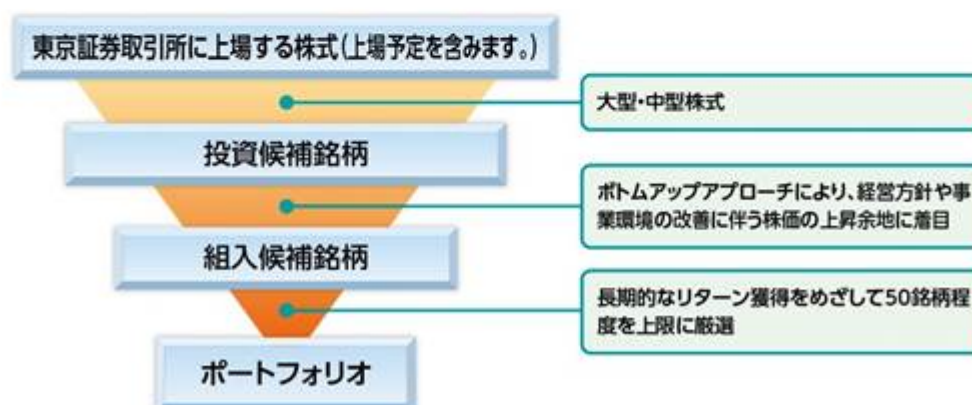 東京証券取引所に上場する株式(上場予定を含みます。)
大型・中型株式
投資候補銘柄
ボトムアップアプローチにより、経営方針や事
業環境の改善に伴う株価の上昇余地に着目
組入候補銘柄
長期的なリターン獲得をめざして50銘柄程
度を上限に厳選
ポートフォリオ